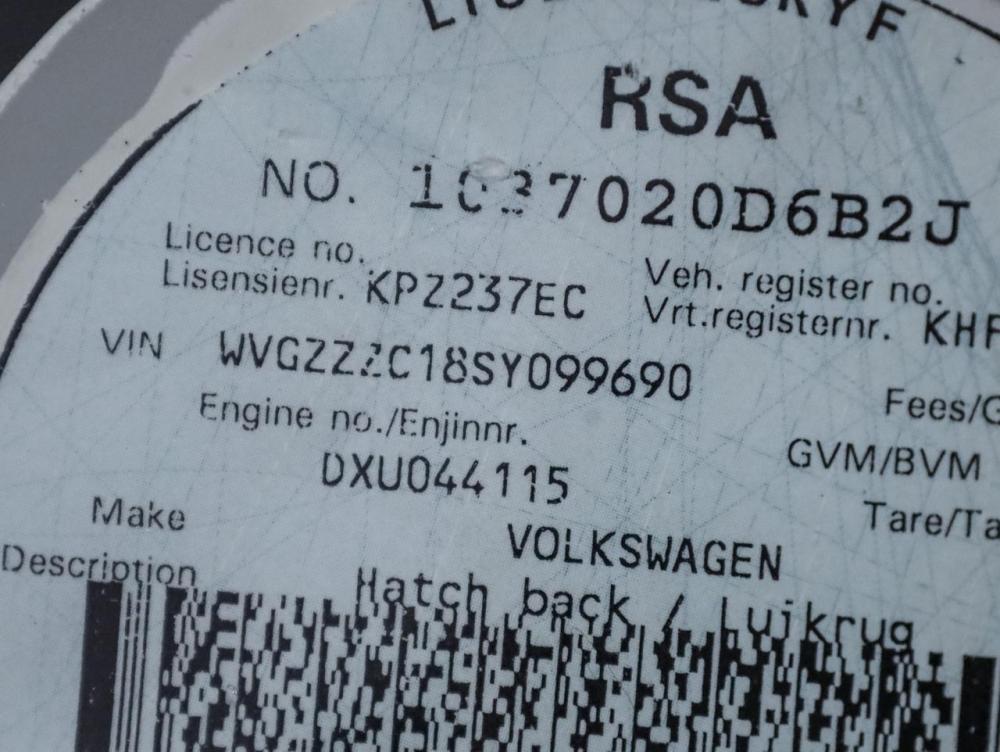 RSA
NO. 1037020D6B2J
Licence no.
Lisensienr. KPZ237EC
Veh. register no.
Vrt.registernr. KHF
VIN WVGZZZC18SY099690
Engine no./Enjinnr.
DXU044115
Fees/G
GVM/BVM
Tare/Ta
Make VOLKSWAGEN
Description Hatch back / Luikrug